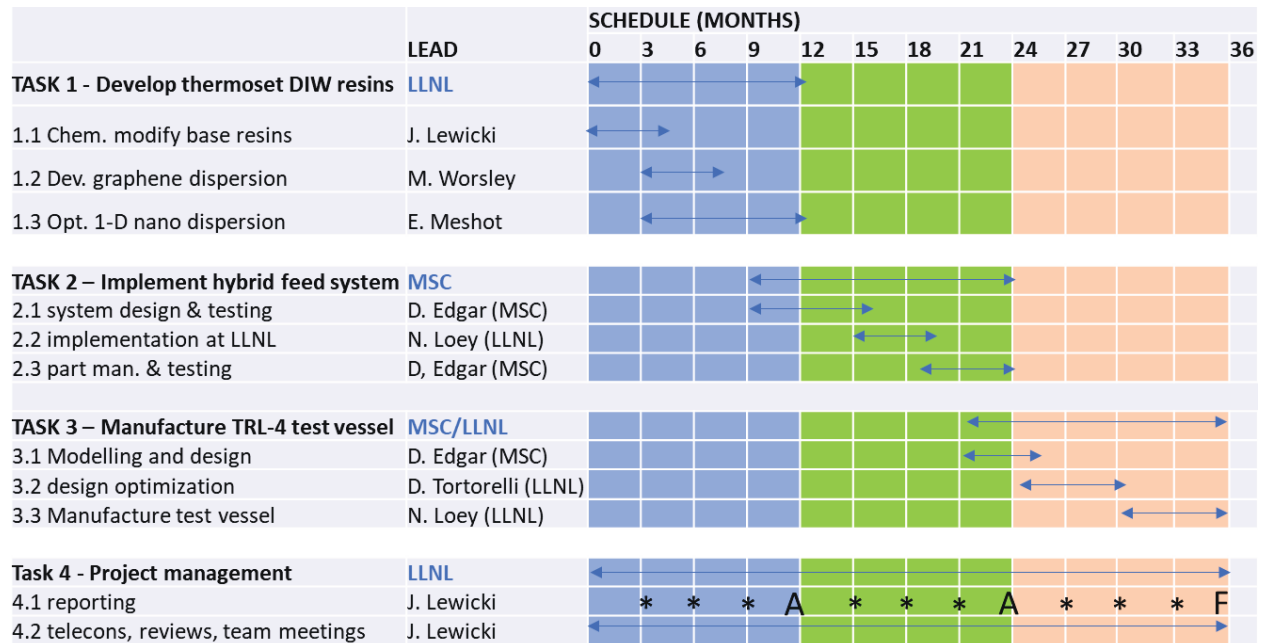 SCHEDULE (MONTHS)
LEAD 0 3 6 9 12 15 18 21 24 27 30 33 36
TASK 1 - Develop thermoset DIW resins LLNL
1.1 Chem. modify base resins J. Lewicki
1.2 Dev. graphene dispersion M. Worsley
1.3 Opt. 1-D nano dispersion E. Meshot
TASK 2 – Implement hybrid feed system MSC
2.1 system design & testing D. Edgar (MSC)
2.2 implementation at LLNL N. Loey (LLNL)
2.3 part man. & testing D, Edgar (MSC)
TASK 3 – Manufacture TRL-4 test vessel MSC/LLNL
3.1 Modelling and design D. Edgar (MSC)
3.2 design optimization D. Tortorelli (LLNL)
3.3 Manufacture test vessel N. Loey (LLNL)
Task 4 - Project management LLNL
4.1 reporting J. Lewicki * * * A * * * A * * * F
4.2 telecons, reviews, team meetings J. Lewicki